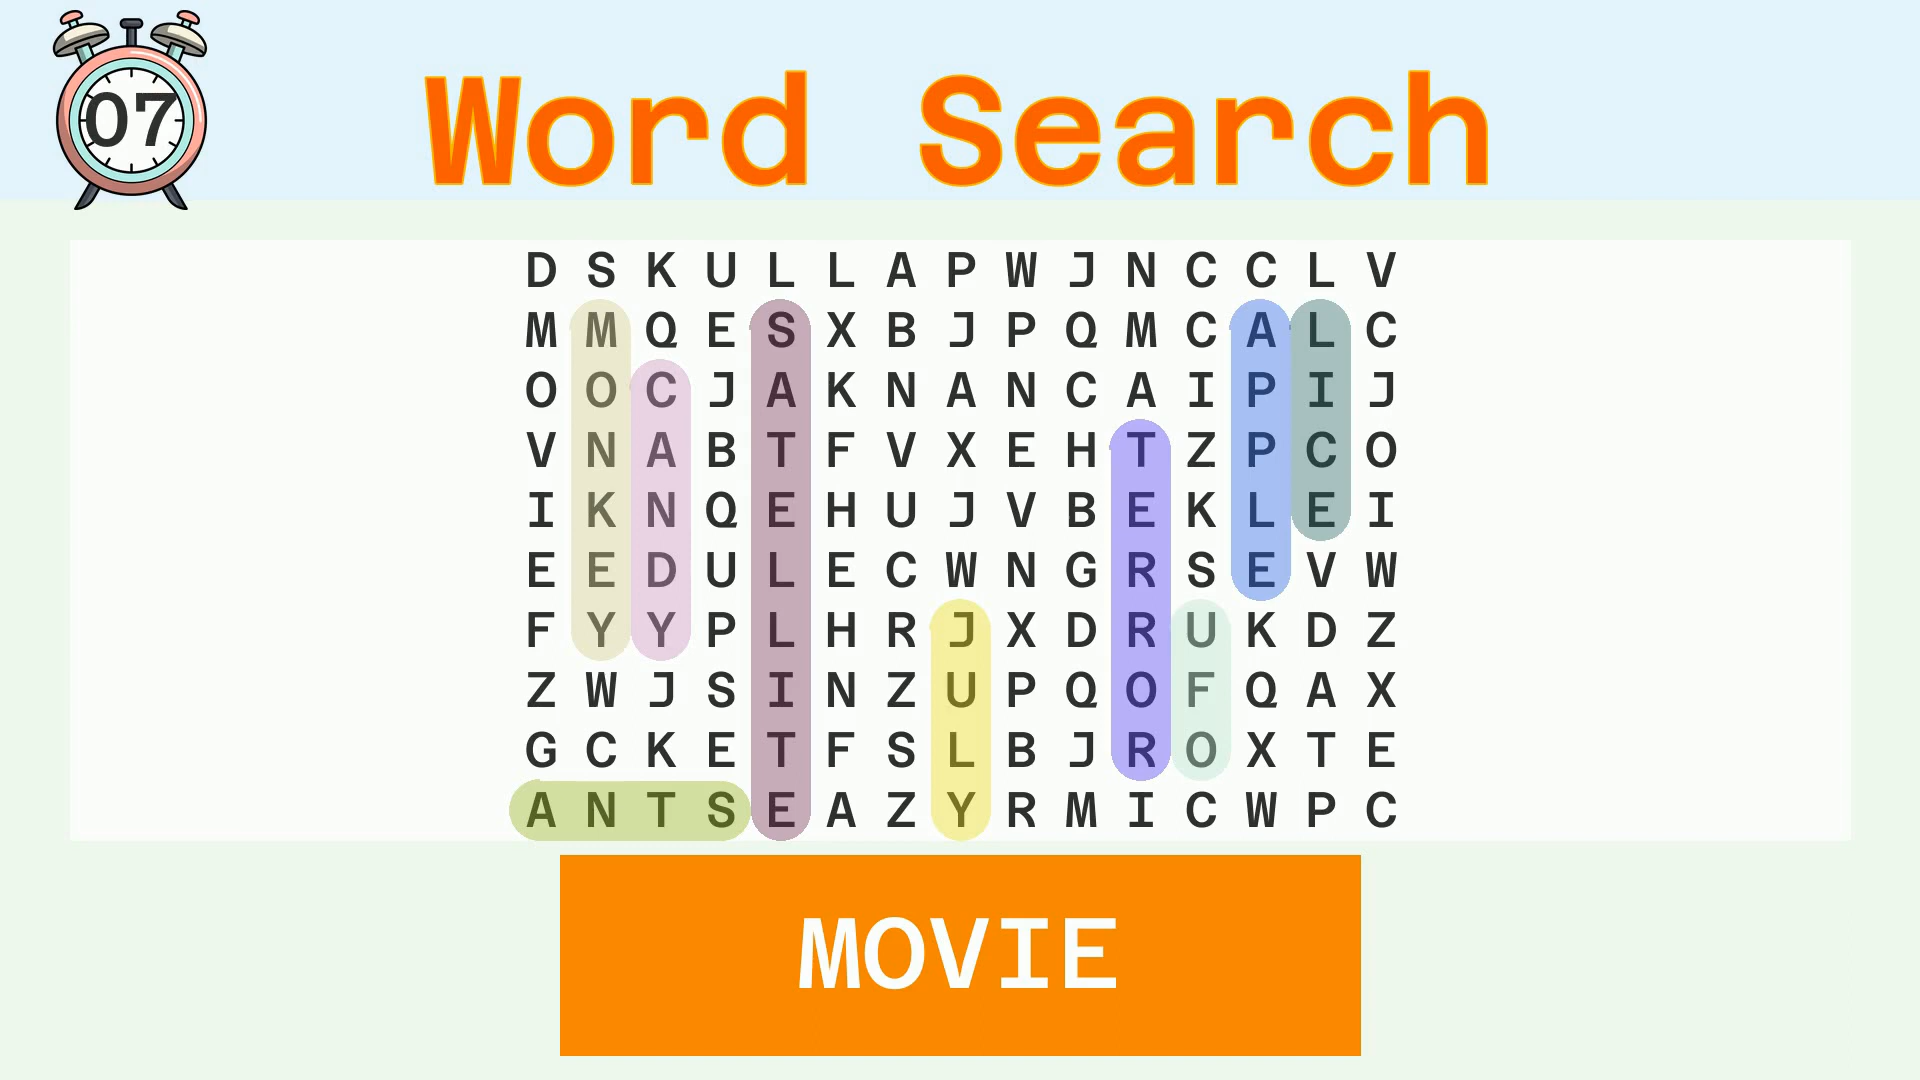 07
Word Search
D S K U L L A P W J N C C L V
M M Q E S X B J P Q M C A L C
O O C J A K N A N C A I P I J
V N A B T F V X E H T Z P C O
I K N Q E H U J V B E K L E I
E E D U L E C W N G R S E V W
F Y Y P L H R J X D R U K D Z
Z W J S I N Z U P Q O F Q A X
G C K E T F S L B J R O X T E
A N T S E A Z Y R M I C W P C
MOVIE